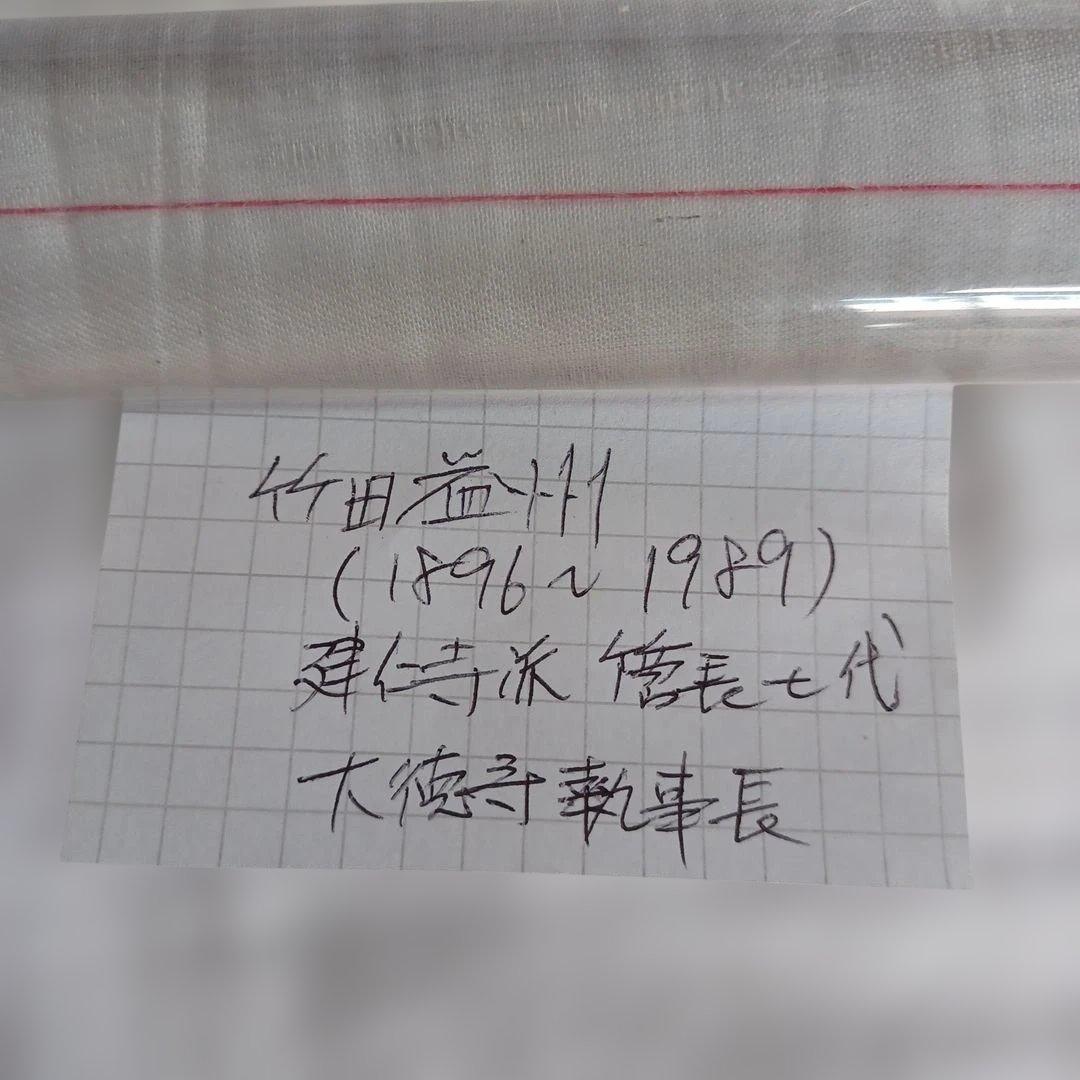 竹田益州
(1896~1989)
建仁寺派 管長七代
大徳寺執事長